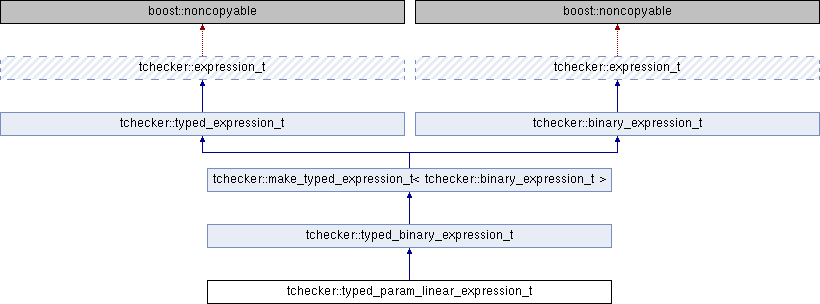 boost::noncopyable
boost::noncopyable
tchecker::expression_t
tchecker::expression_t
tchecker::typed_expression_t
tchecker::binary_expression_t
tchecker::make_typed_expression_t< tchecker::binary_expression_t >
tchecker::typed_binary_expression_t
tchecker::typed_param_linear_expression_t